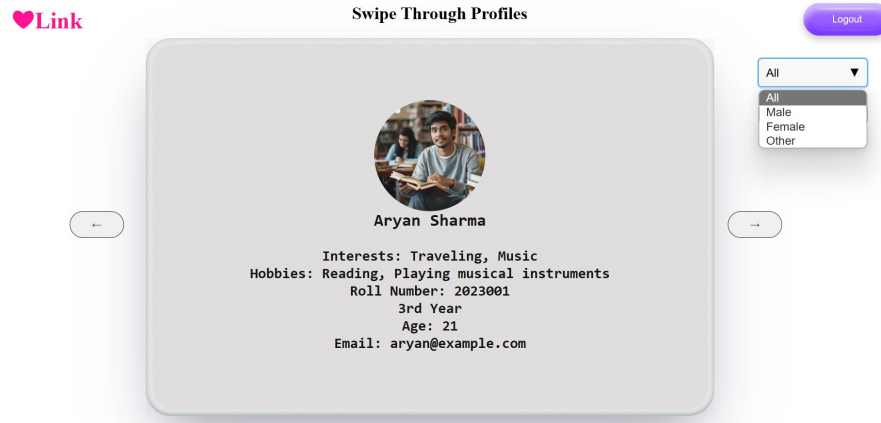 Link
Swipe Through Profiles
Logout
All
All
Male
Female
Other
←
→
Aryan Sharma
Interests: Traveling, Music
Hobbies: Reading, Playing musical instruments
Roll Number: 2023001
3rd Year
Age: 21
Email: aryan@example.com